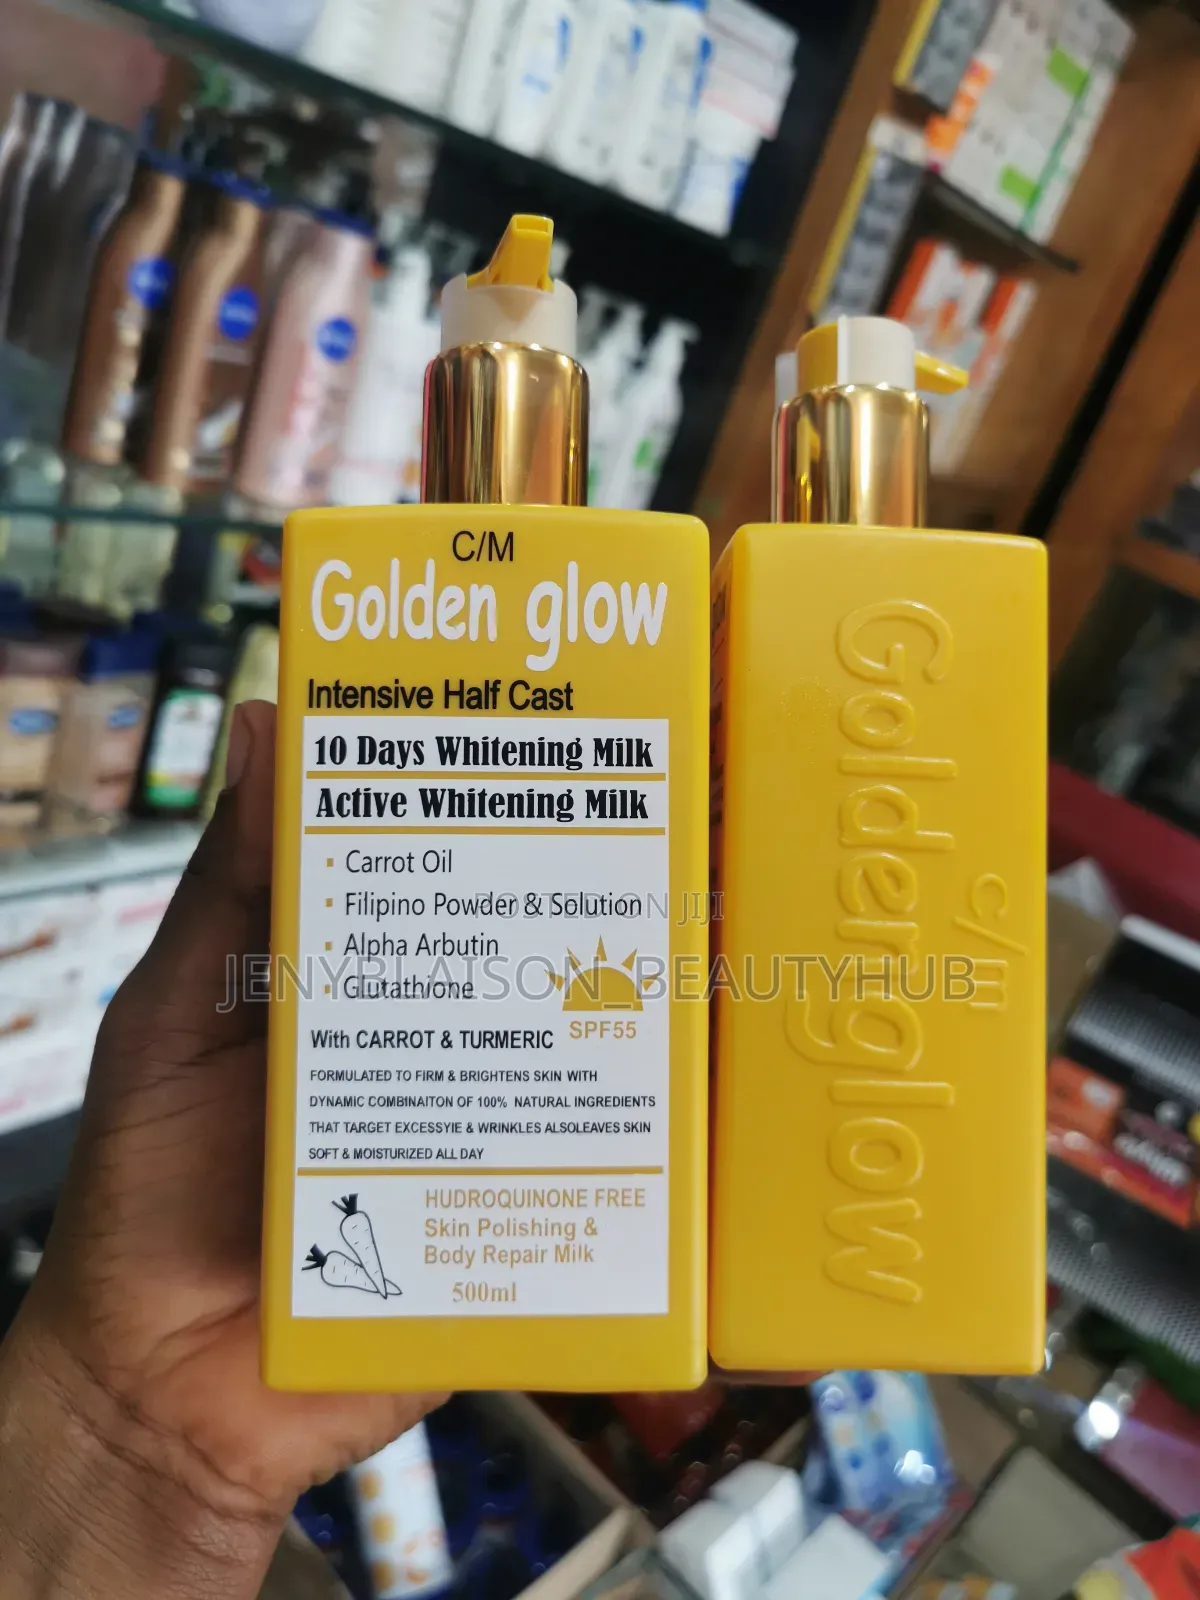 C/M
Golden glow
Intensive Half Cast
10 Days Whitening Milk
Active Whitening Milk
Carrot Oil
Filipino Powder & Solution
Alpha Arbutin
Glutathione
SPF55
With CARROT & TURMERIC
FORMULATED TO FIRM & BRIGHTENS SKIN WITH
DYNAMIC COMBINAITON OF 100% NATURAL INGREDIENTS
THAT TARGET EXCESSYIE & WRINKLES ALSOLEAVES SKIN
SOFT & MOISTURIZED ALL DAY
HUDROQUINONE FREE
Skin Polishing &
Body Repair Milk
500ml
c/m
Goldenglow
POSTED ON JIJI
JENYBLAISON_BEAUTYHUB